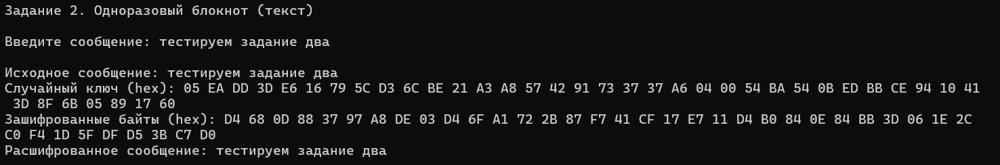 Задание 2. Одноразовый блокнот (текст)
Введите сообщение: тестируем задание два
Исходное сообщение: тестируем задание два
Случайный ключ (hex): 05 EA DD 3D E6 16 79 5C D3 6C BE 21 A3 A8 57 42 91 73 37 37 A6 04 00 54 BA 54 0B ED BB CE 94 10 41
3D 8F 6B 05 89 17 60
Зашифрованные байты (hex): D4 68 0D 88 37 97 A8 DE 03 D4 6F A1 72 2B 87 F7 41 CF 17 E7 11 D4 B0 84 0E 84 BB 3D 06 1E 2C
C0 F4 1D 5F DF D5 3B C7 D0
Расшифрованное сообщение: тестируем задание два